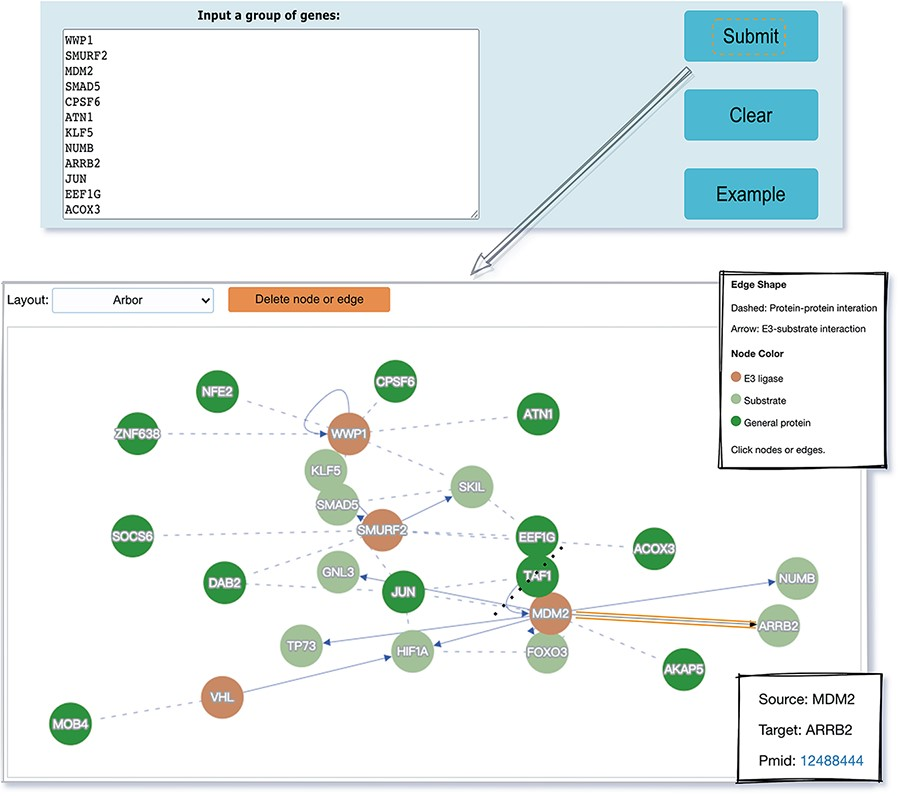 Input a group of genes:
WWP1
SMURF2
MDM2
SMAD5
CPSF6
ATN1
KLF5
NUMB
ARRB2
JUN
EEF1G
ACOX3
Submit
Clear
Example
Layout:
Arbor
Delete node or edge
Edge Shape
Dashed: Protein-protein interation
Arrow: E3-substrate interaction
Node Color
E3 ligase
Substrate
General protein
Click nodes or edges.
NFE2
CPSF6
ATN1
ZNF638
WWP1
KLF5
SKIL
SMAD5
SMURF2
SOCS6
EEF1G
ACOX3
GNL3
TAF1
DAB2
JUN
NUMB
MDM2
ARRB2
TP73
HIF1A
FOXO3
AKAP5
VHL
MOB4
Source: MDM2
Target: ARRB2
Pmid: 12488444